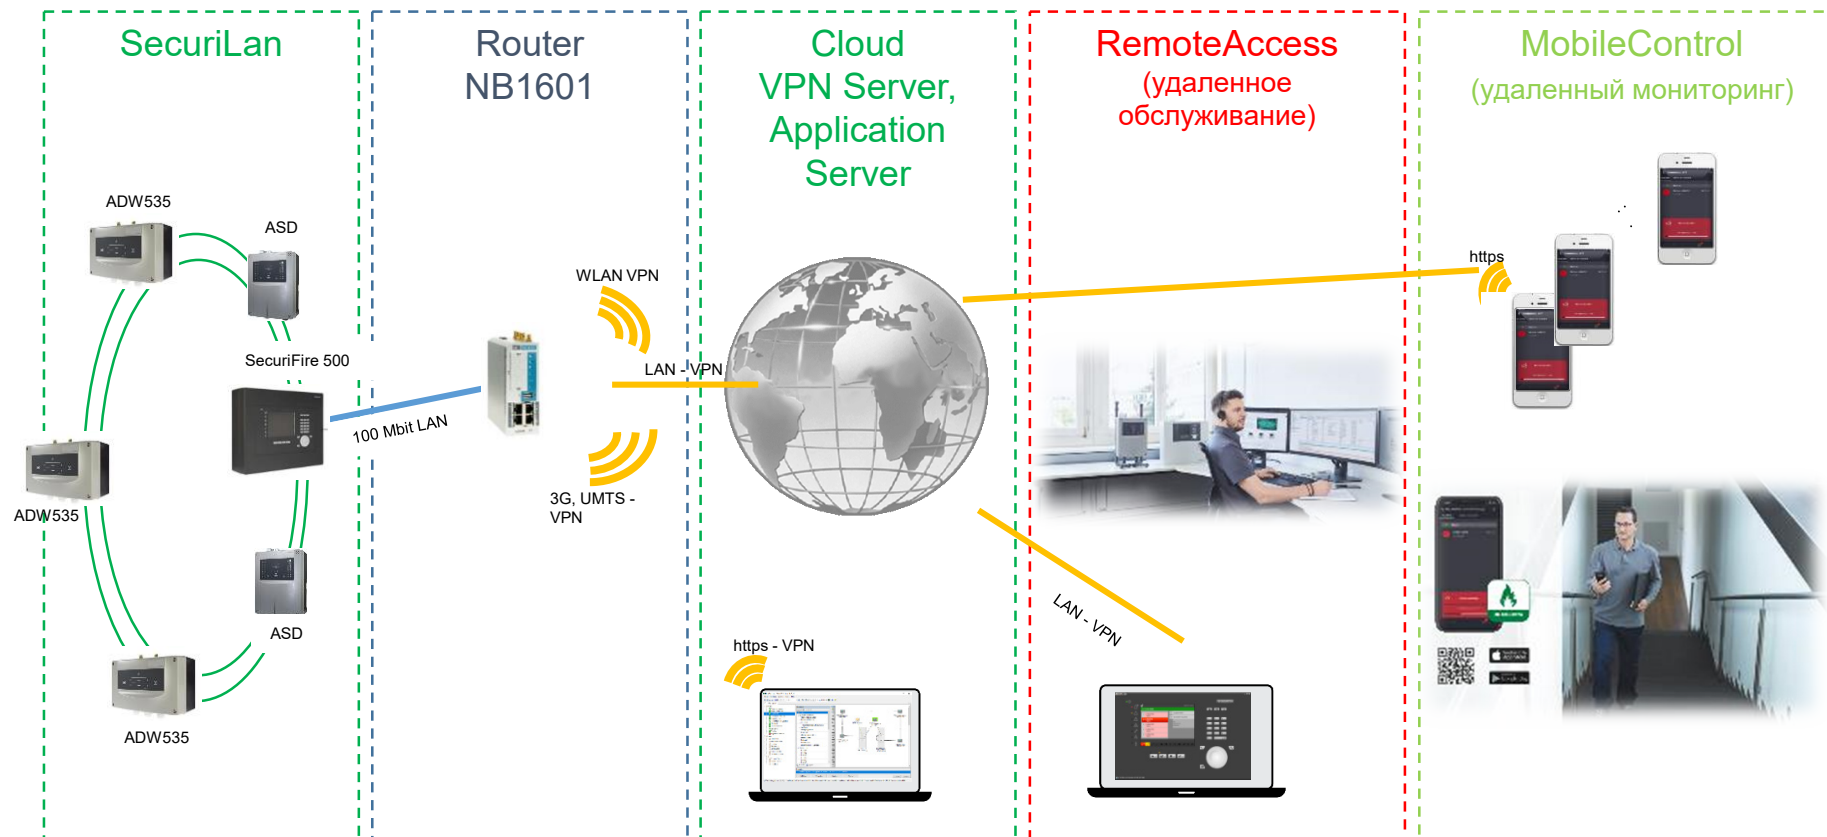 SecuriLan
Router
NB1601
Cloud
VPN Server,
Application
Server
RemoteAccess
(удаленное
обслуживание)
MobileControl
(удаленный мониторинг)
ADW535
ASD
SecuriFire 500
ADW535
ASD
ADW535
100 Mbit LAN
WLAN VPN
LAN - VPN
3G, UMTS -
VPN
https - VPN
https
LAN - VPN